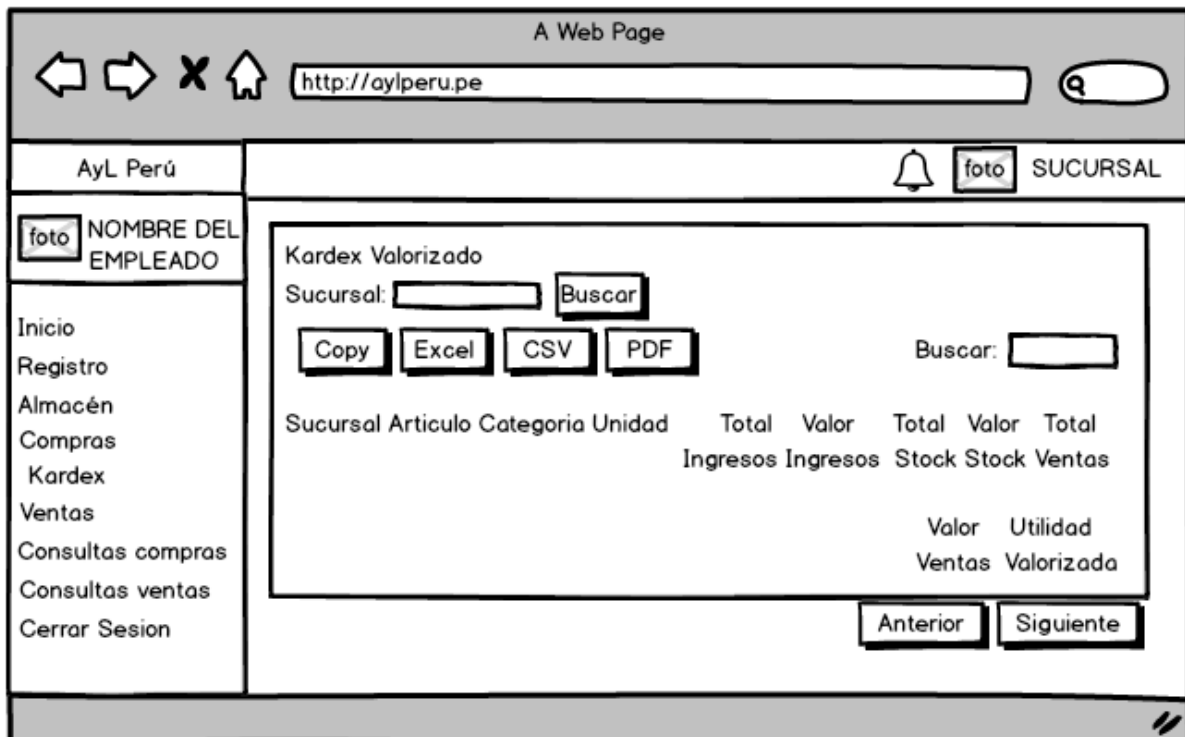 A Web Page
http://aylperu.pe
AyL Perú
foto SUCURSAL
foto NOMBRE DEL
EMPLEADO
Inicio
Registro
Almacén
Compras
Kardex
Ventas
Consultas compras
Consultas ventas
Cerrar Sesion
Kardex Valorizado
Sucursal: Buscar
Copy Excel CSV PDF Buscar:
Sucursal Articulo Categoria Unidad Total Valor Total Valor Total
Ingresos Ingresos Stock Stock Ventas
Valor Utilidad
Ventas Valorizada
Anterior Siguiente